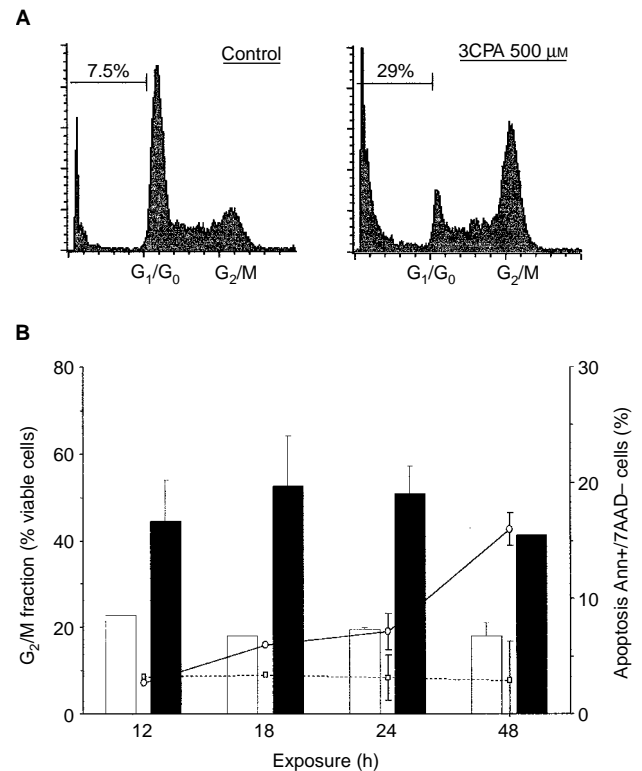 A
7.5%
Control
G₁/G₀
G₂/M
29%
3CPA 500 μM
G₁/G₀
G₂/M
B
G₂/M fraction (% viable cells)
80
60
40
20
0
30
20
10
0
Apoptosis Ann+/7AAD– cells (%)
12
18
24
48
Exposure (h)